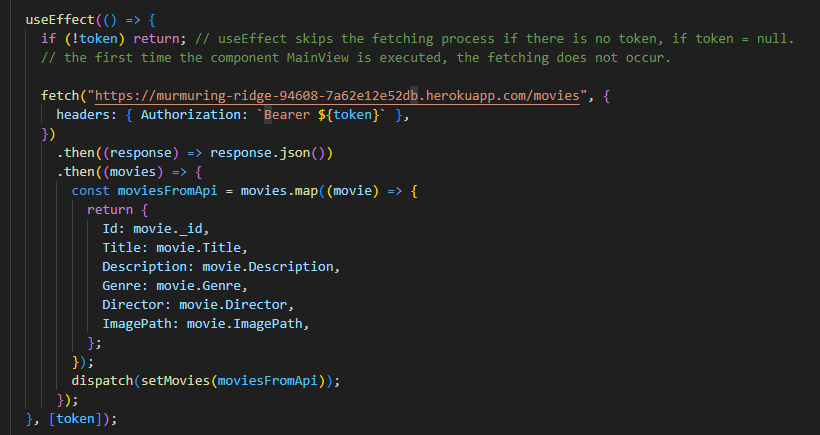 useEffect(() => {
  if (!token) return; // useEffect skips the fetching process if there is no token, if token = null.
  // the first time the component MainView is executed, the fetching does not occur.

  fetch("https://murmuring-ridge-94608-7a62e12e52db.herokuapp.com/movies", {
    headers: { Authorization: `Bearer ${token}` },
  })
    .then((response) => response.json())
    .then((movies) => {
      const moviesFromApi = movies.map((movie) => {
        return {
          Id: movie._id,
          Title: movie.Title,
          Description: movie.Description,
          Genre: movie.Genre,
          Director: movie.Director,
          ImagePath: movie.ImagePath,
        };
      });
      dispatch(setMovies(moviesFromApi));
    });
}, [token]);